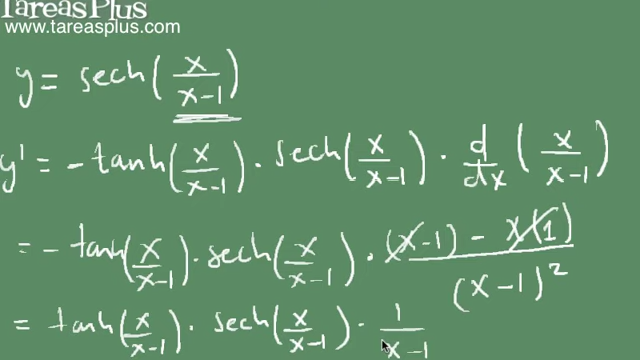 TareasPlus
www.tareasplus.com
y = sech(x/(x-1))
y' = -tanh(x/(x-1)) · sech(x/(x-1)) · d/dx (x/(x-1))
= -tanh(x/(x-1)) · sech(x/(x-1)) · ((x-1) - x(1))/(x-1)²
= tanh(x/(x-1)) · sech(x/(x-1)) · 1/(x-1